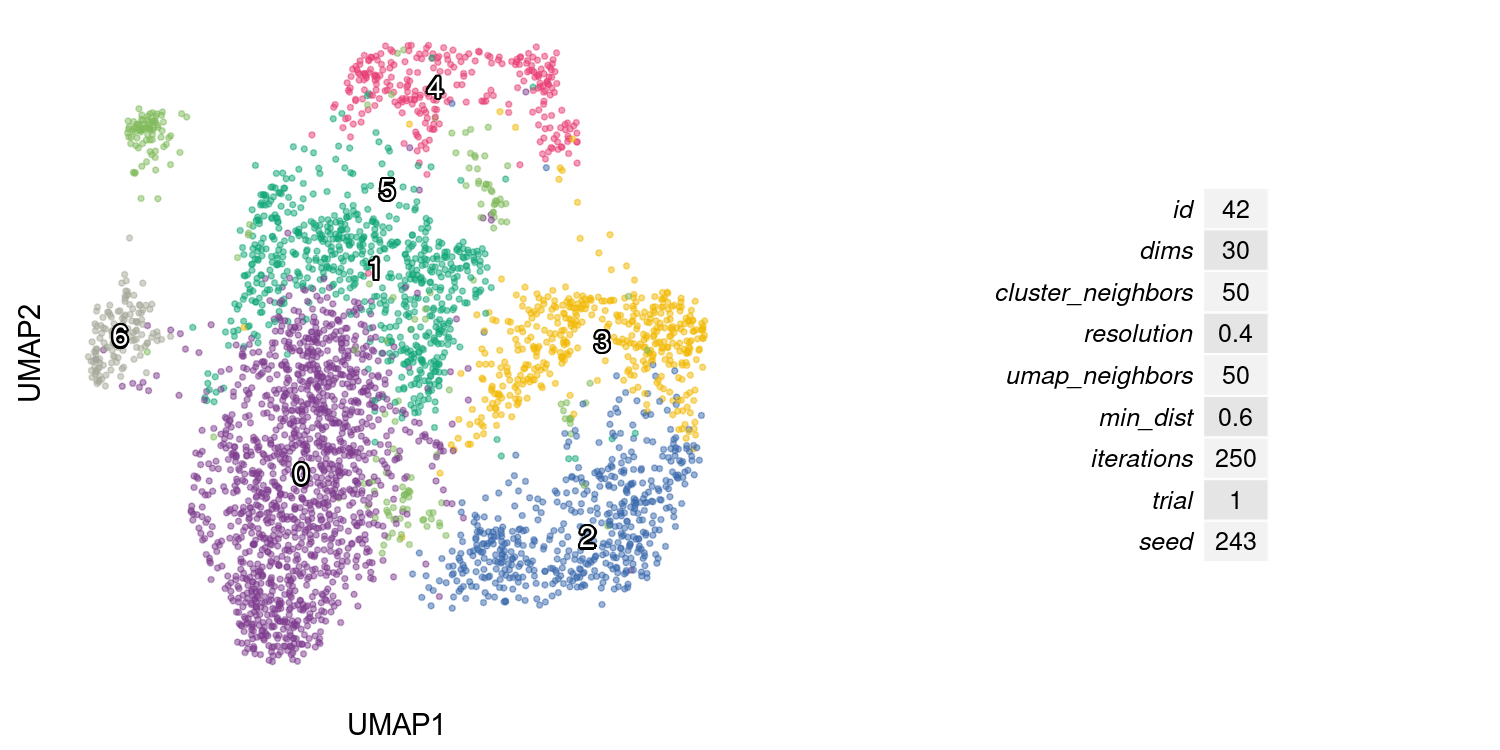 4
5
1
6
3
0
2
UMAP2
UMAP1
id 42
dims 30
cluster_neighbors 50
resolution 0.4
umap_neighbors 50
min_dist 0.6
iterations 250
trial 1
seed 243